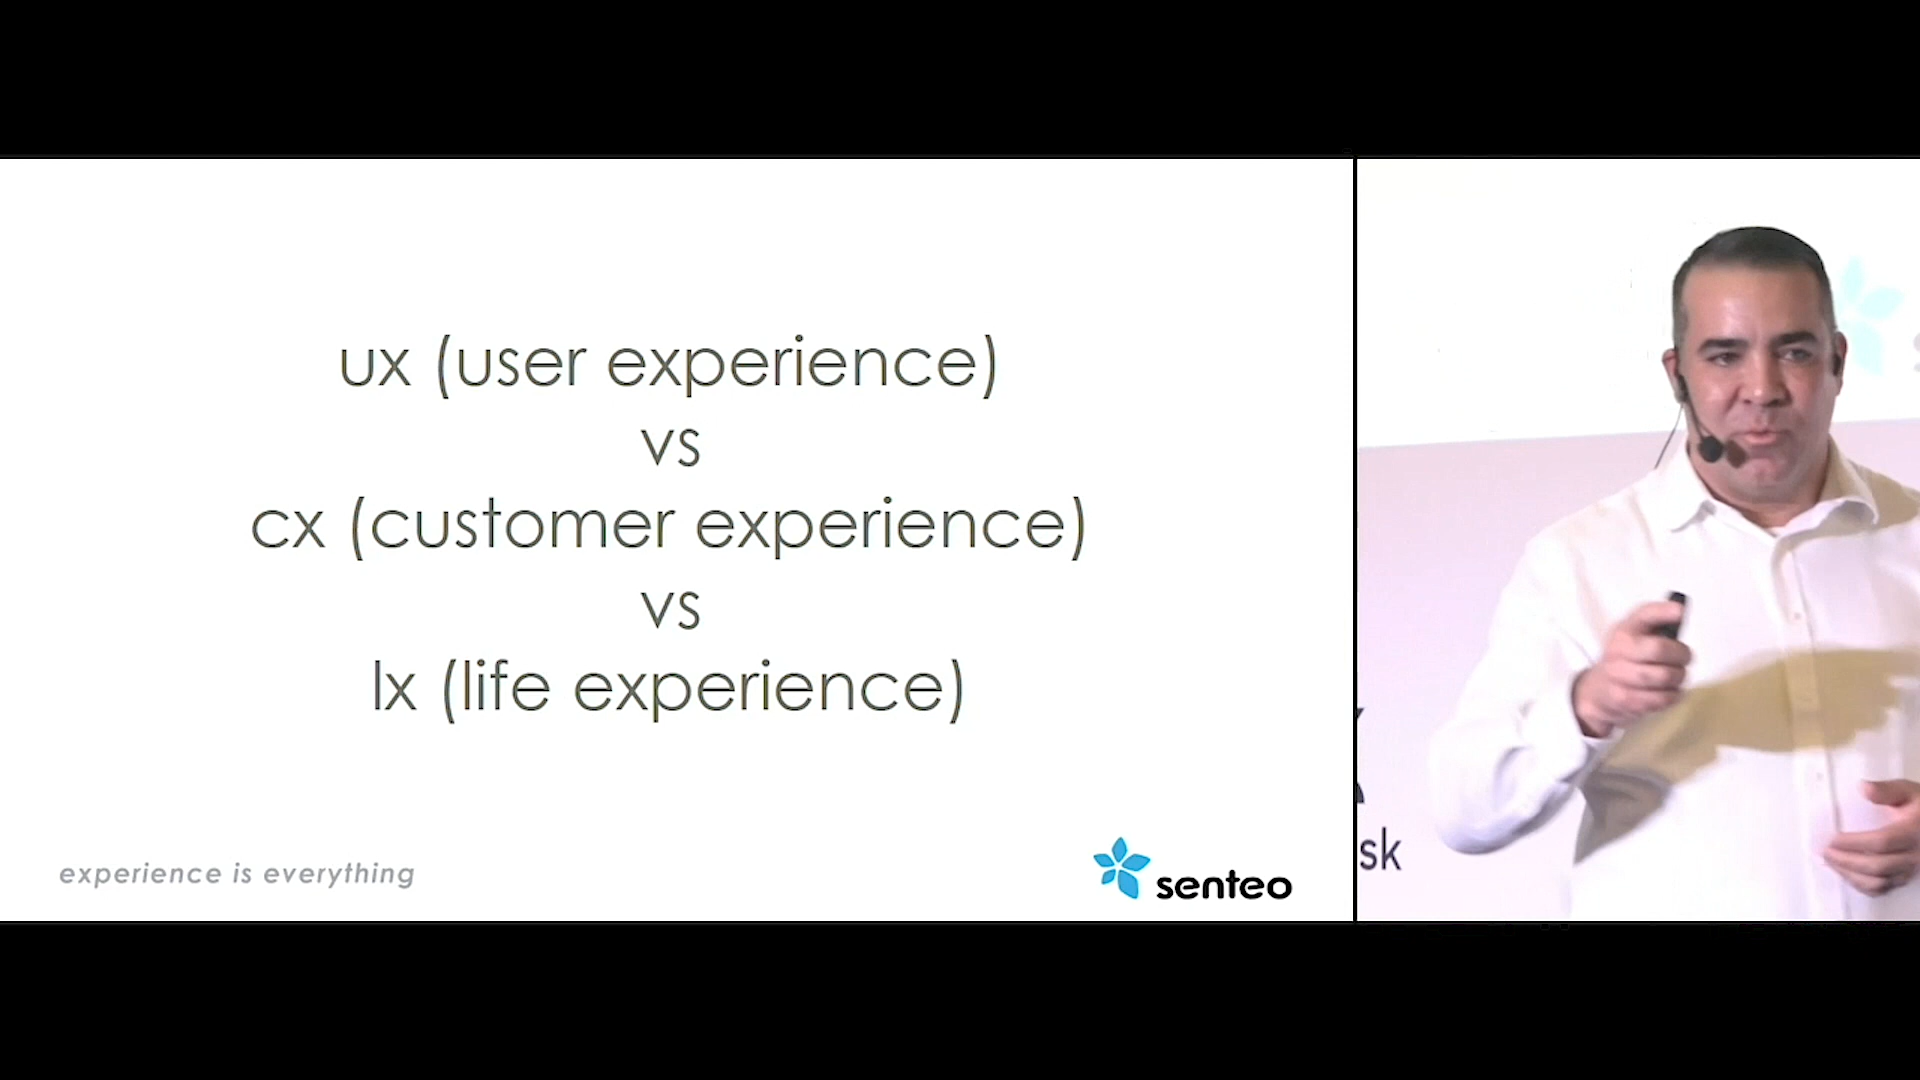 ux (user experience)
vs
cx (customer experience)
vs
lx (life experience)
experience is everything
senteo
sk